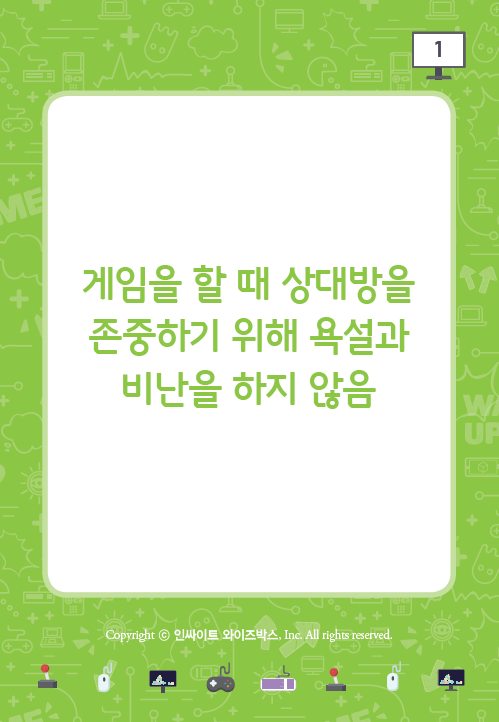 1
게임을 할 때 상대방을
존중하기 위해 욕설과
비난을 하지 않음
Copyright ⓒ 인싸이트 와이즈박스, Inc. All rights reserved.